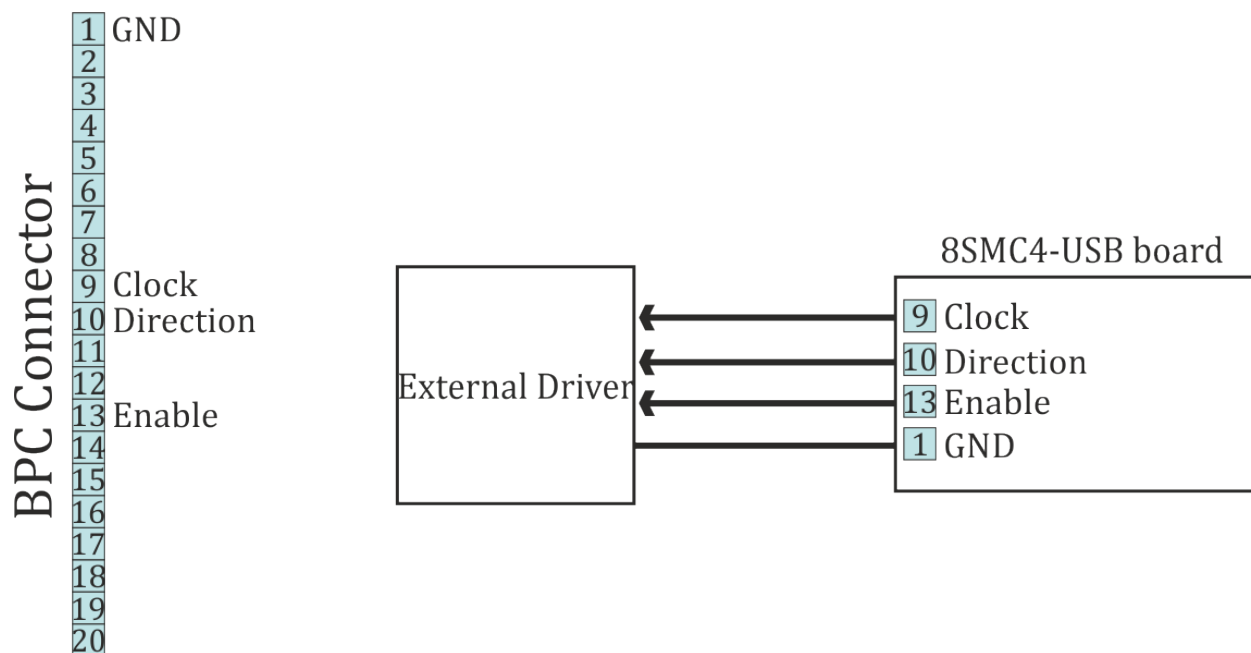 BPC Connector
1 GND
2
3
4
5
6
7
8
9 Clock
10 Direction
11
12
13 Enable
14
15
16
17
18
19
20
External Driver
8SMC4-USB board
9 Clock
10 Direction
13 Enable
1 GND